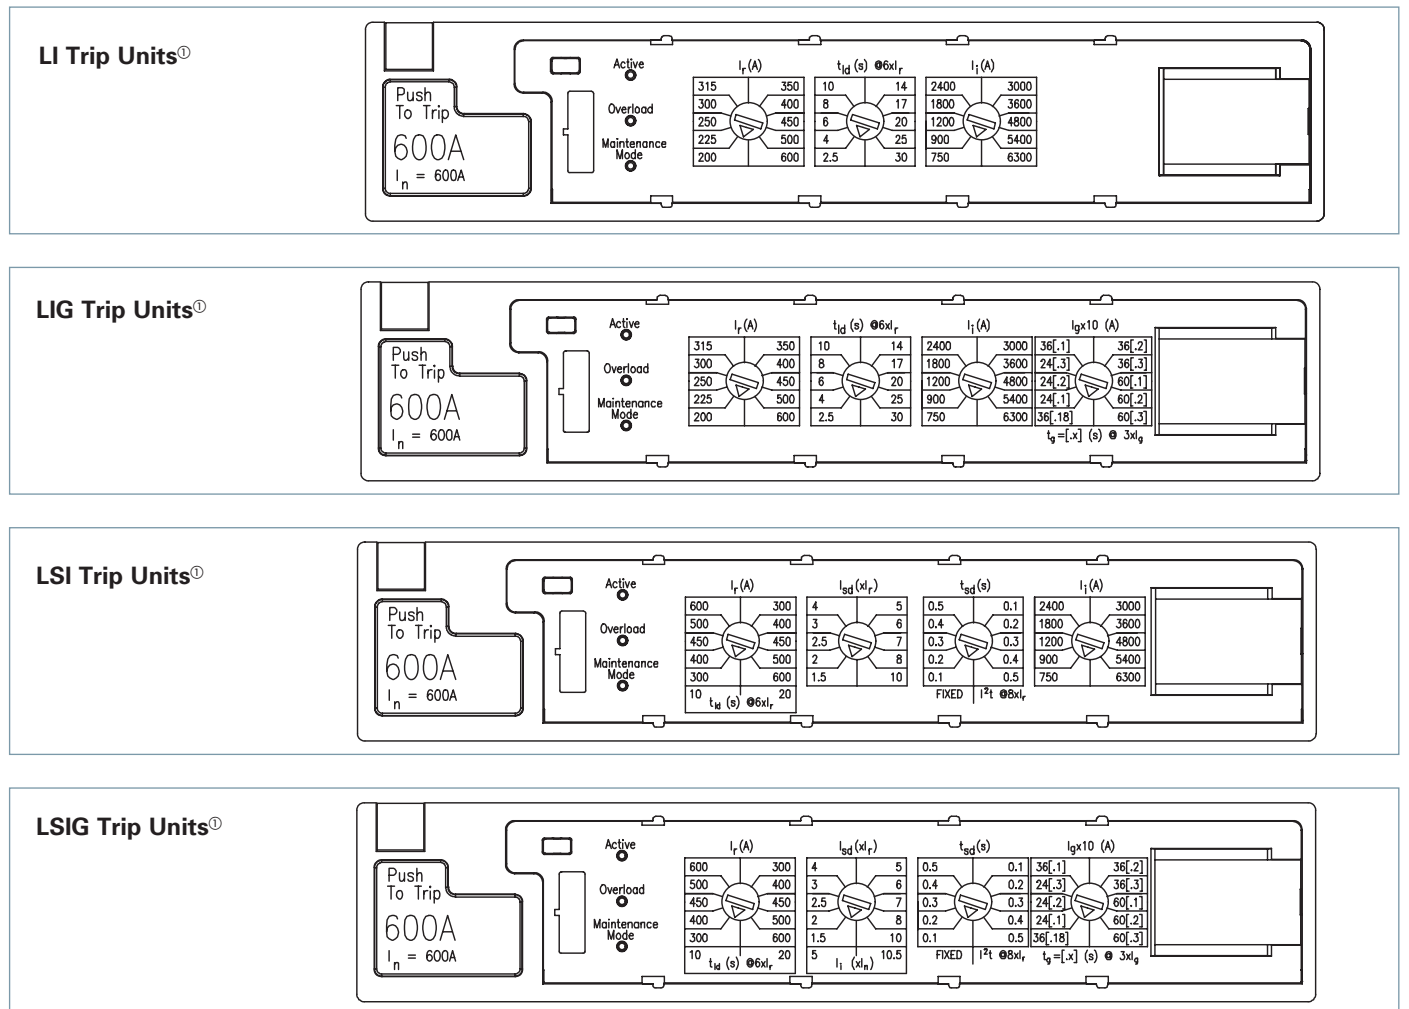 LI Trip Units①
Push
To Trip
600A
In = 600A
Active
Overload
Maintenance
Mode
Ir(A)
315 350
300 400
250 450
225 500
200 600
tld (s) @6xIr
10 14
8 17
6 20
4 25
2.5 30
Ii(A)
2400 3000
1800 3600
1200 4800
900 5400
750 6300
LIG Trip Units①
Push
To Trip
600A
In = 600A
Active
Overload
Maintenance
Mode
Ir(A)
315 350
300 400
250 450
225 500
200 600
tld (s) @6xIr
10 14
8 17
6 20
4 25
2.5 30
Ii(A)
2400 3000
1800 3600
1200 4800
900 5400
750 6300
Igx10 (A)
36[.1] 36[.2]
24[.3] 36[.3]
24[.2] 60[.1]
24[.1] 60[.2]
36[.18] 60[.3]
tg=[.x] (s) @ 3xIg
LSI Trip Units①
Push
To Trip
600A
In = 600A
Active
Overload
Maintenance
Mode
Ir(A)
600 300
500 400
450 450
400 500
300 600
10 20
tld (s) @6xIr
Isd(xIr)
4 5
3 6
2.5 7
2 8
1.5 10
tsd(s)
0.5 0.1
0.4 0.2
0.3 0.3
0.2 0.4
0.1 0.5
FIXED I²t @8xIr
Ii(A)
2400 3000
1800 3600
1200 4800
900 5400
750 6300
LSIG Trip Units①
Push
To Trip
600A
In = 600A
Active
Overload
Maintenance
Mode
Ir(A)
600 300
500 400
450 450
400 500
300 600
10 20
tld (s) @6xIr
Isd(xIr)
4 5
3 6
2.5 7
2 8
1.5 10
5 10.5
Ii (xIn)
tsd(s)
0.5 0.1
0.4 0.2
0.3 0.3
0.2 0.4
0.1 0.5
FIXED I²t @8xIr
Igx10 (A)
36[.1] 36[.2]
24[.3] 36[.3]
24[.2] 60[.1]
24[.1] 60[.2]
36[.18] 60[.3]
tg=[.x] (s) @ 3xIg